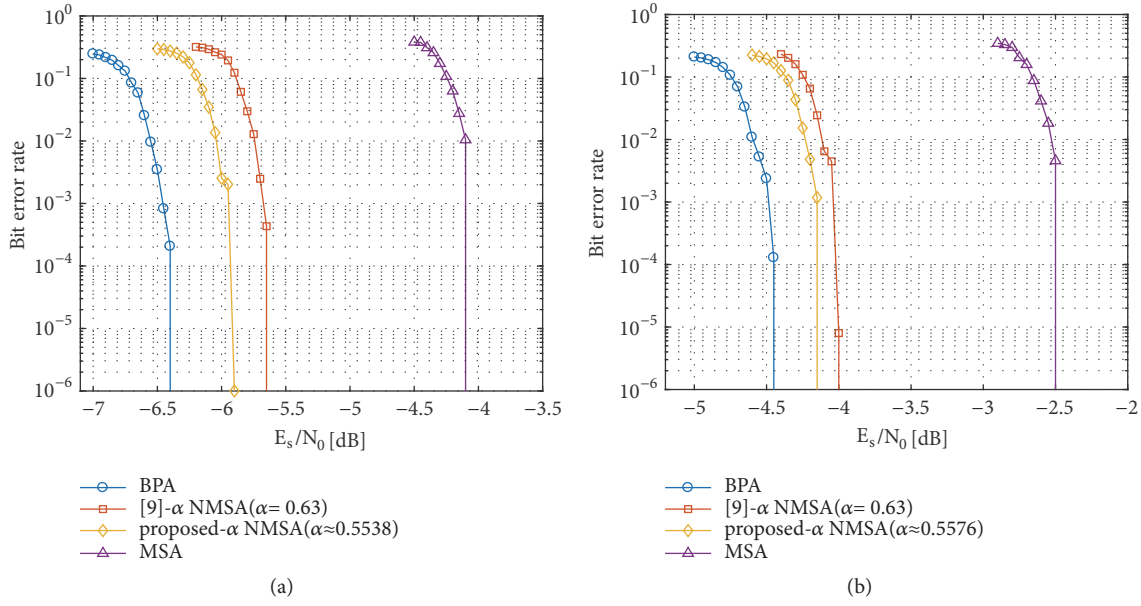 10^0
10^-1
10^-2
10^-3
10^-4
10^-5
10^-6
Bit error rate
−7 −6.5 −6 −5.5 −5 −4.5 −4 −3.5
E_s/N_0 [dB]
BPA
[9]-α NMSA(α= 0.63)
proposed-α NMSA(α≈0.5538)
MSA
(a)
10^0
10^-1
10^-2
10^-3
10^-4
10^-5
10^-6
Bit error rate
−5 −4.5 −4 −3.5 −3 −2.5 −2
E_s/N_0 [dB]
BPA
[9]-α NMSA(α= 0.63)
proposed-α NMSA(α≈0.5576)
MSA
(b)